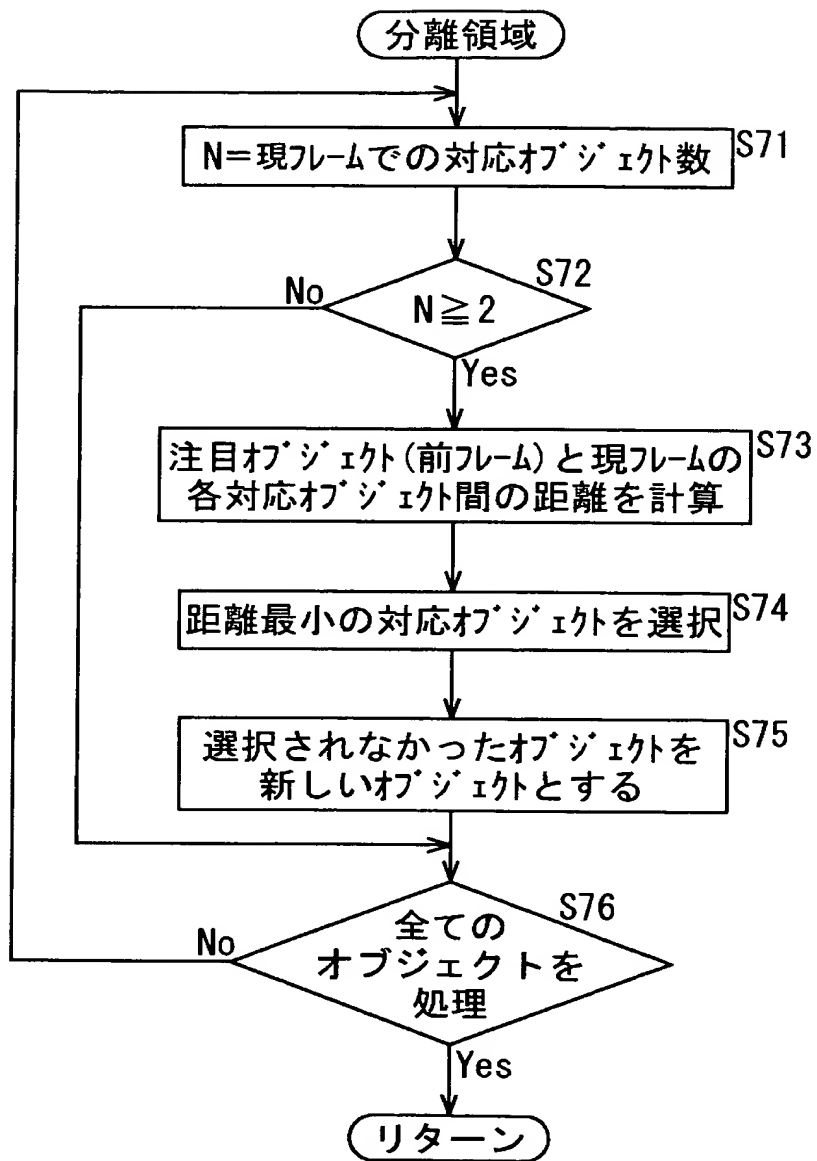 分離領域
N=現フレームでの対応オブジェクト数
S71
S72
No
N≧2
Yes
注目オブジェクト(前フレーム)と現フレームの
各対応オブジェクト間の距離を計算
S73
距離最小の対応オブジェクトを選択
S74
選択されなかったオブジェクトを
新しいオブジェクトとする
S75
S76
No
全ての
オブジェクトを
処理
Yes
リターン